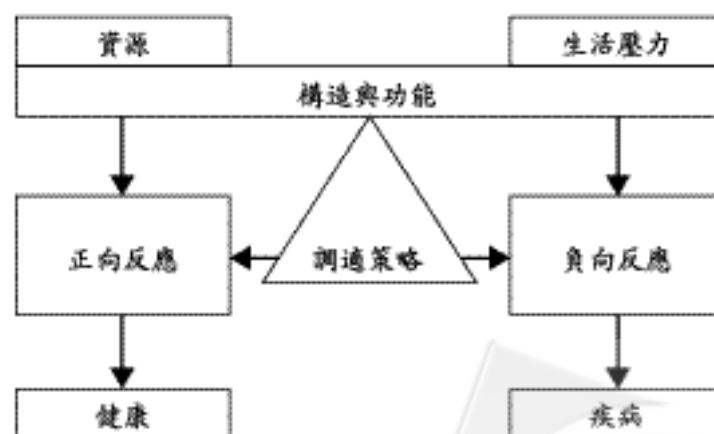 資源
生活壓力
構造與功能
正向反應
調適策略
負向反應
健康
疾病